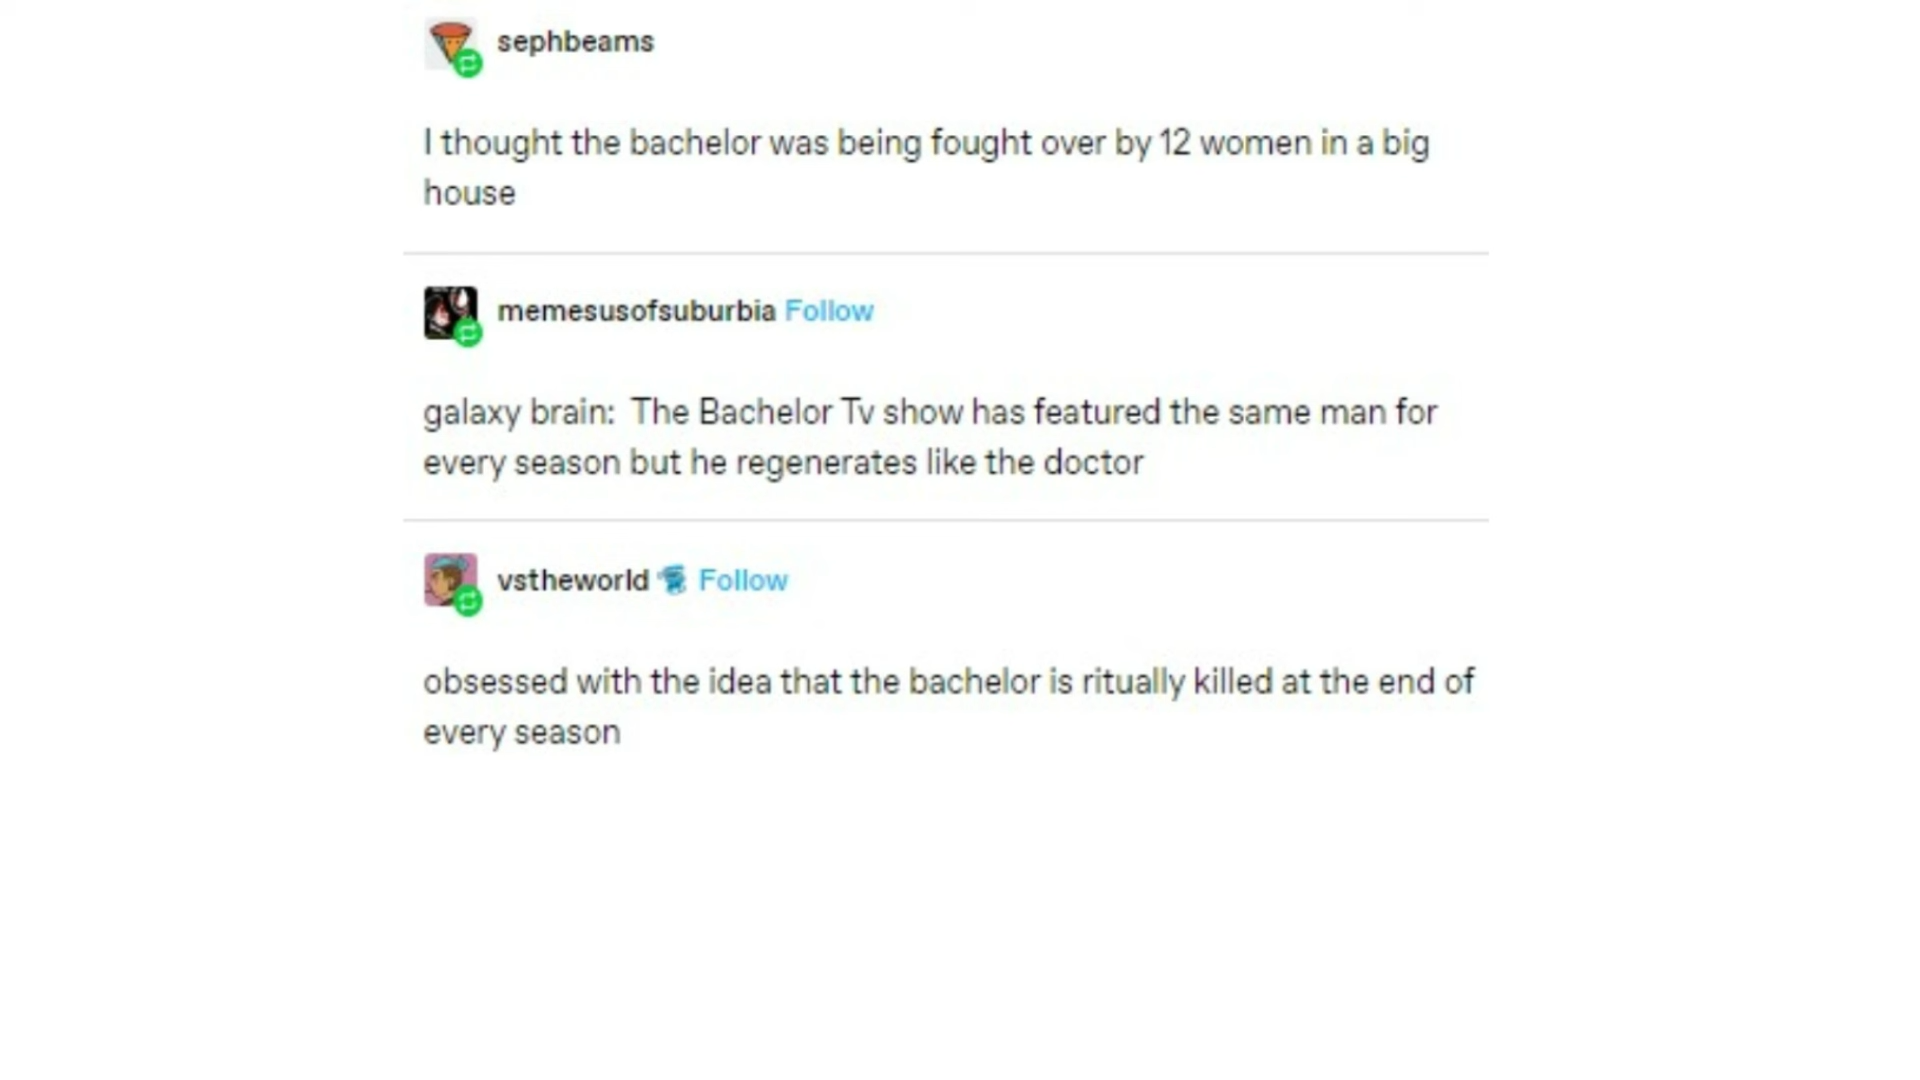 sephbeams
I thought the bachelor was being fought over by 12 women in a big
house
memesusofsuburbia Follow
galaxy brain:  The Bachelor Tv show has featured the same man for
every season but he regenerates like the doctor
vstheworld Follow
obsessed with the idea that the bachelor is ritually killed at the end of
every season